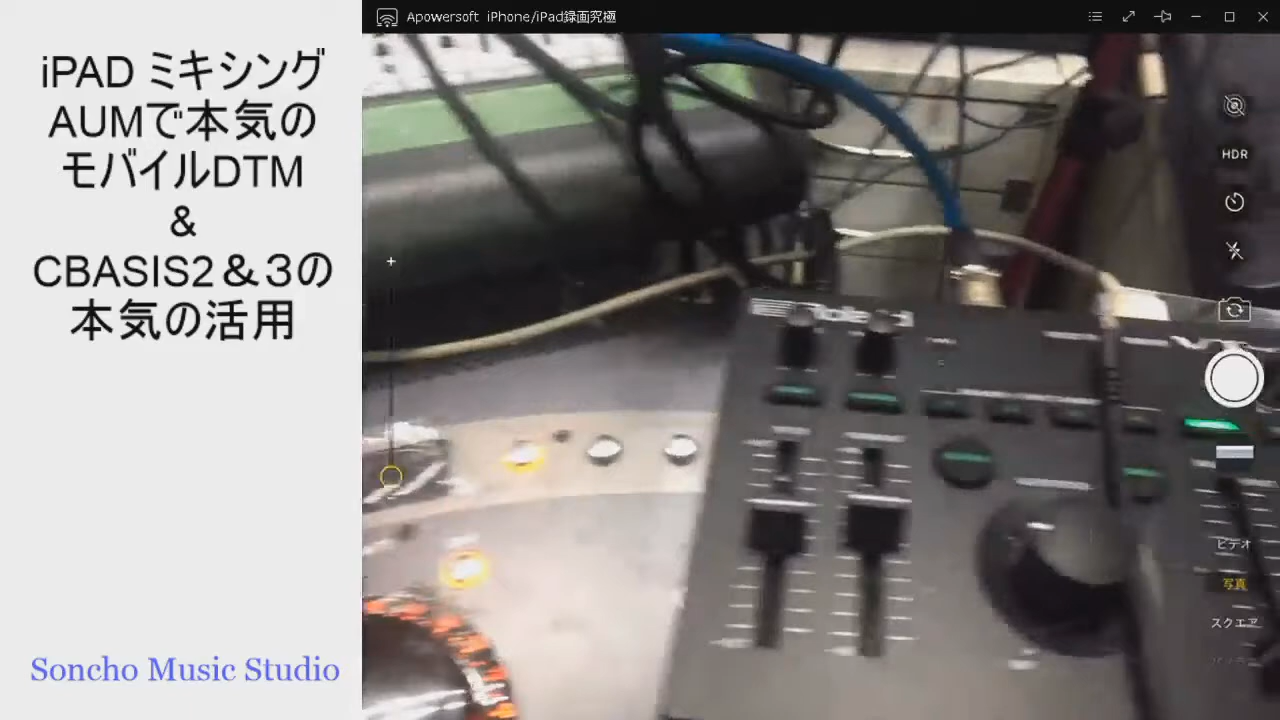 iPAD ミキシング
AUMで本気の
モバイルDTM
&
CBASIS2＆３の
本気の活用
Soncho Music Studio
Apowersoft iPhone/iPad録画究極
HDR
Roland
ビデオ
写真
スクエア